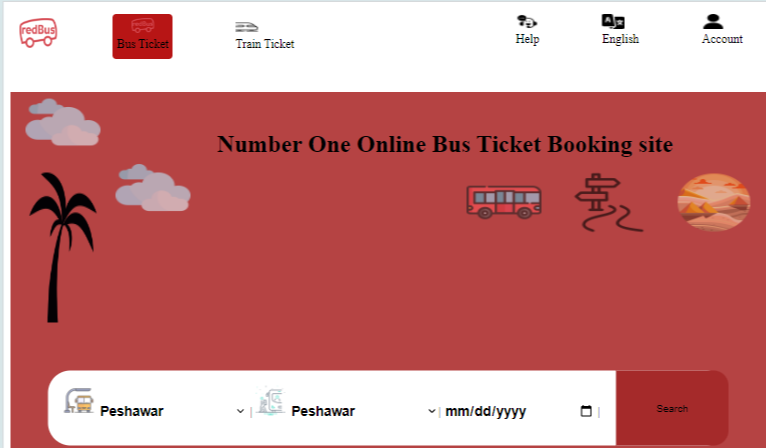 redBus
Bus Ticket
Train Ticket
Help
English
Account
Number One Online Bus Ticket Booking site
Peshawar | Peshawar | mm/dd/yyyy |
Search